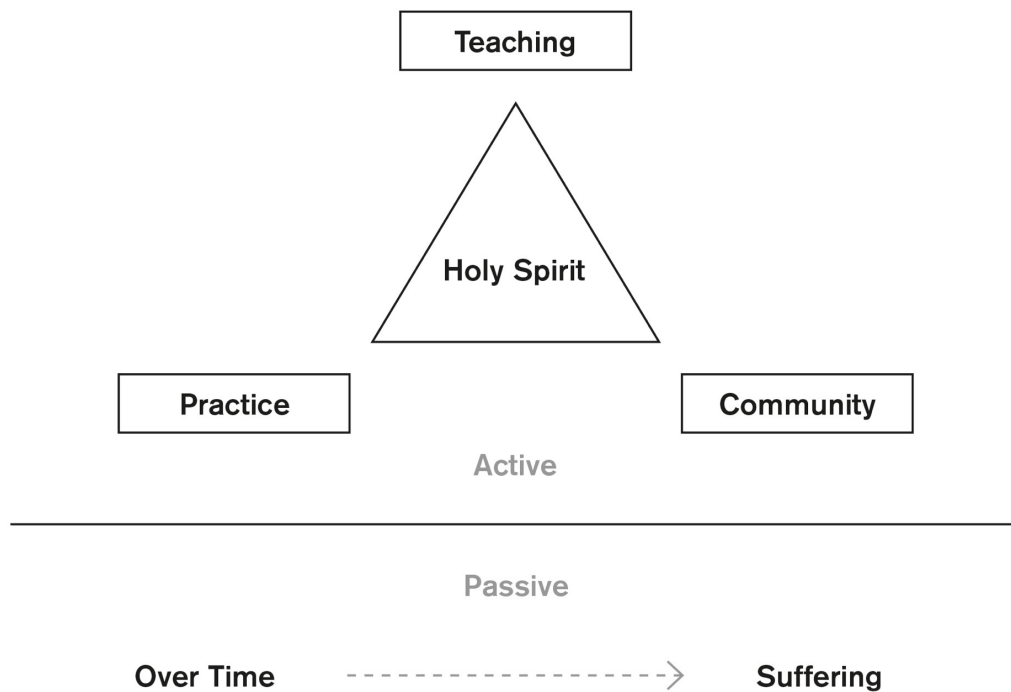 Teaching
Holy Spirit
Practice
Community
Active
Passive
Over Time
Suffering